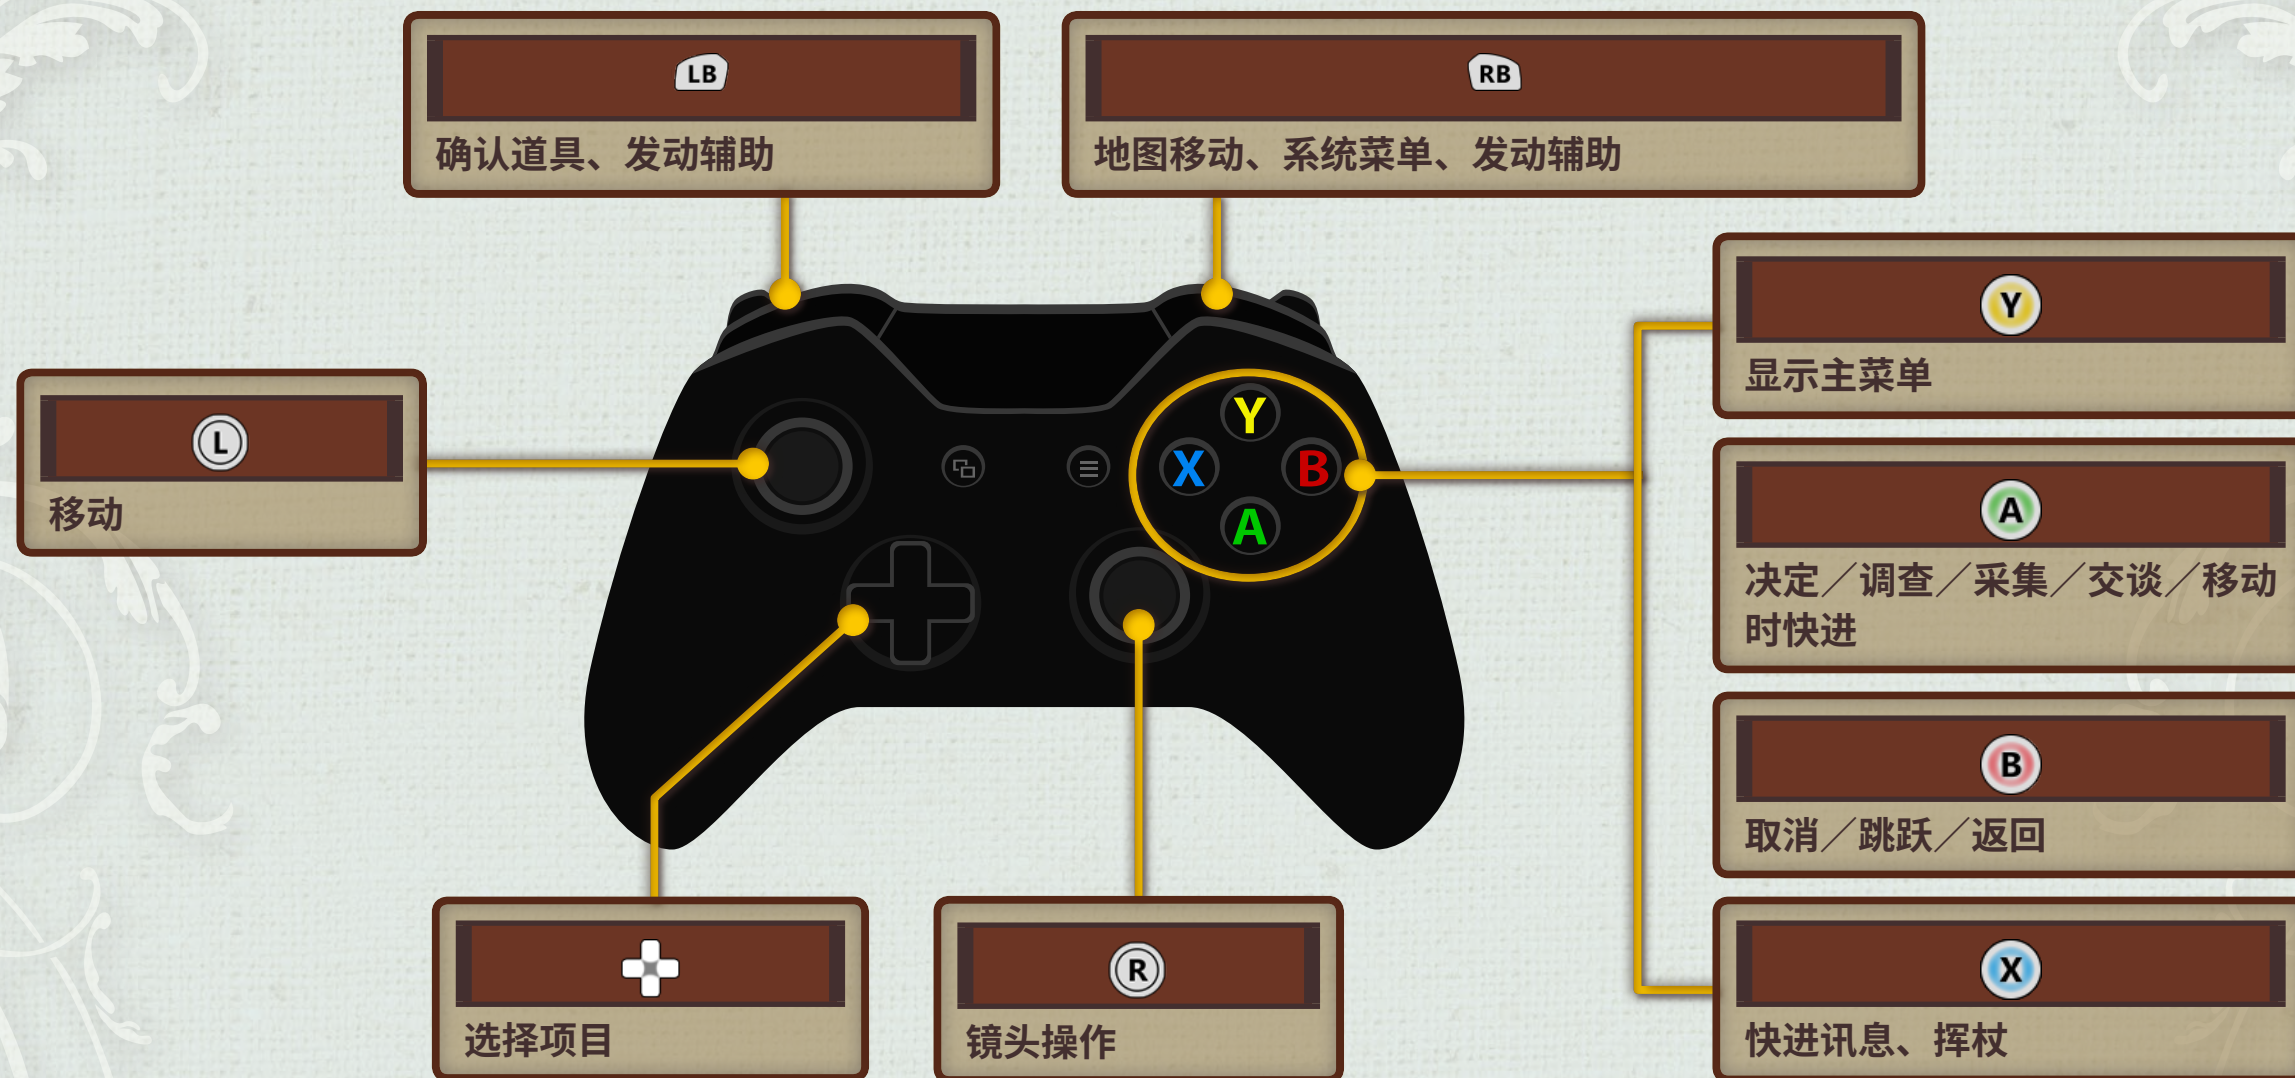 LB
确认道具、发动辅助
RB
地图移动、系统菜单、发动辅助
L
移动
Y
X
B
A
Y
显示主菜单
A
决定／调查／采集／交谈／移动
时快进
B
取消／跳跃／返回
X
快进讯息、挥杖
选择项目
R
镜头操作